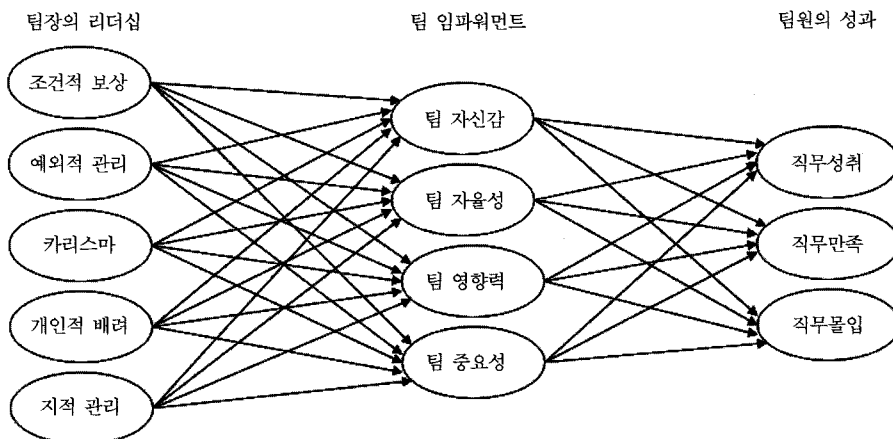 팀장의 리더십
팀 임파워먼트
팀원의 성과
조건적 보상
예외적 관리
카리스마
개인적 배려
지적 관리
팀 자신감
팀 자율성
팀 영향력
팀 중요성
직무성취
직무만족
직무몰입